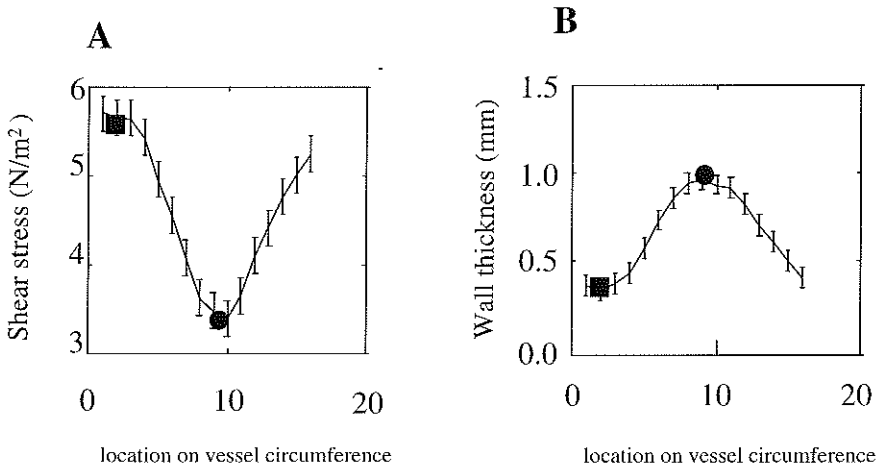 A
B
Shear stress (N/m²)
6
5
4
3
0
10
20
location on vessel circumference
Wall thickness (mm)
1.5
1.0
0.5
0.0
0
10
20
location on vessel circumference